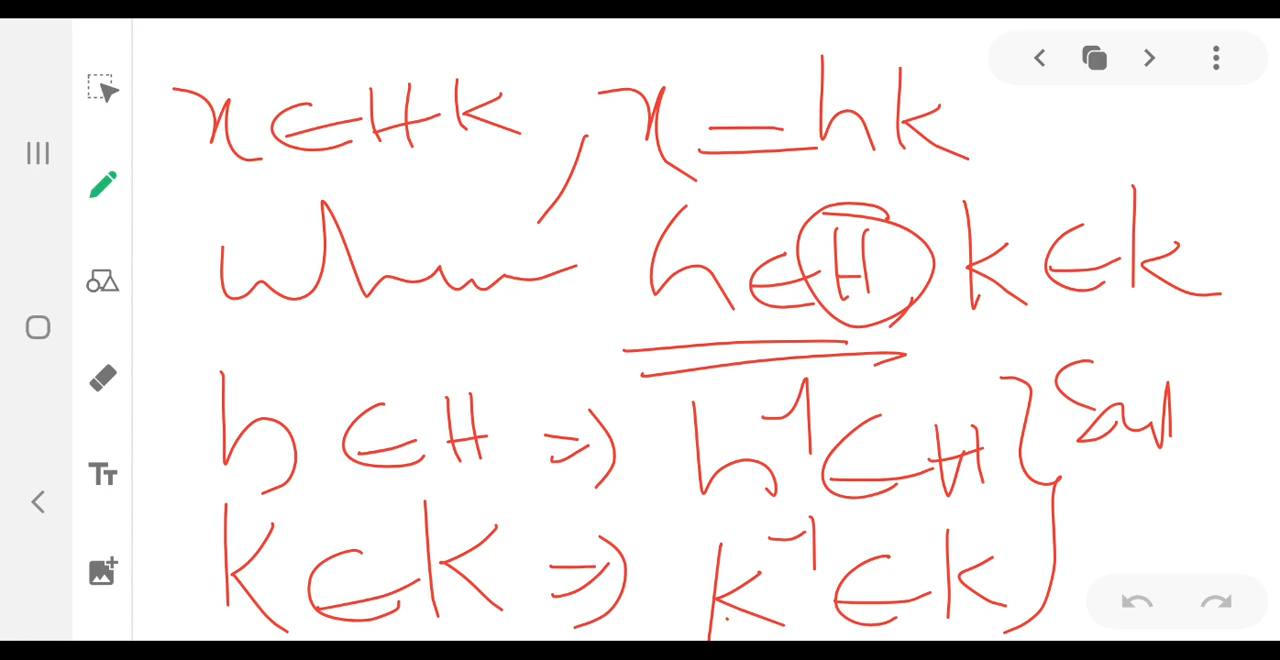 x ∈ HK, x = hk
where h ∈ H k ∈ K
h ∈ H ⇒ h⁻¹ ∈ H
K ∈ K ⇒ k⁻¹ ∈ K